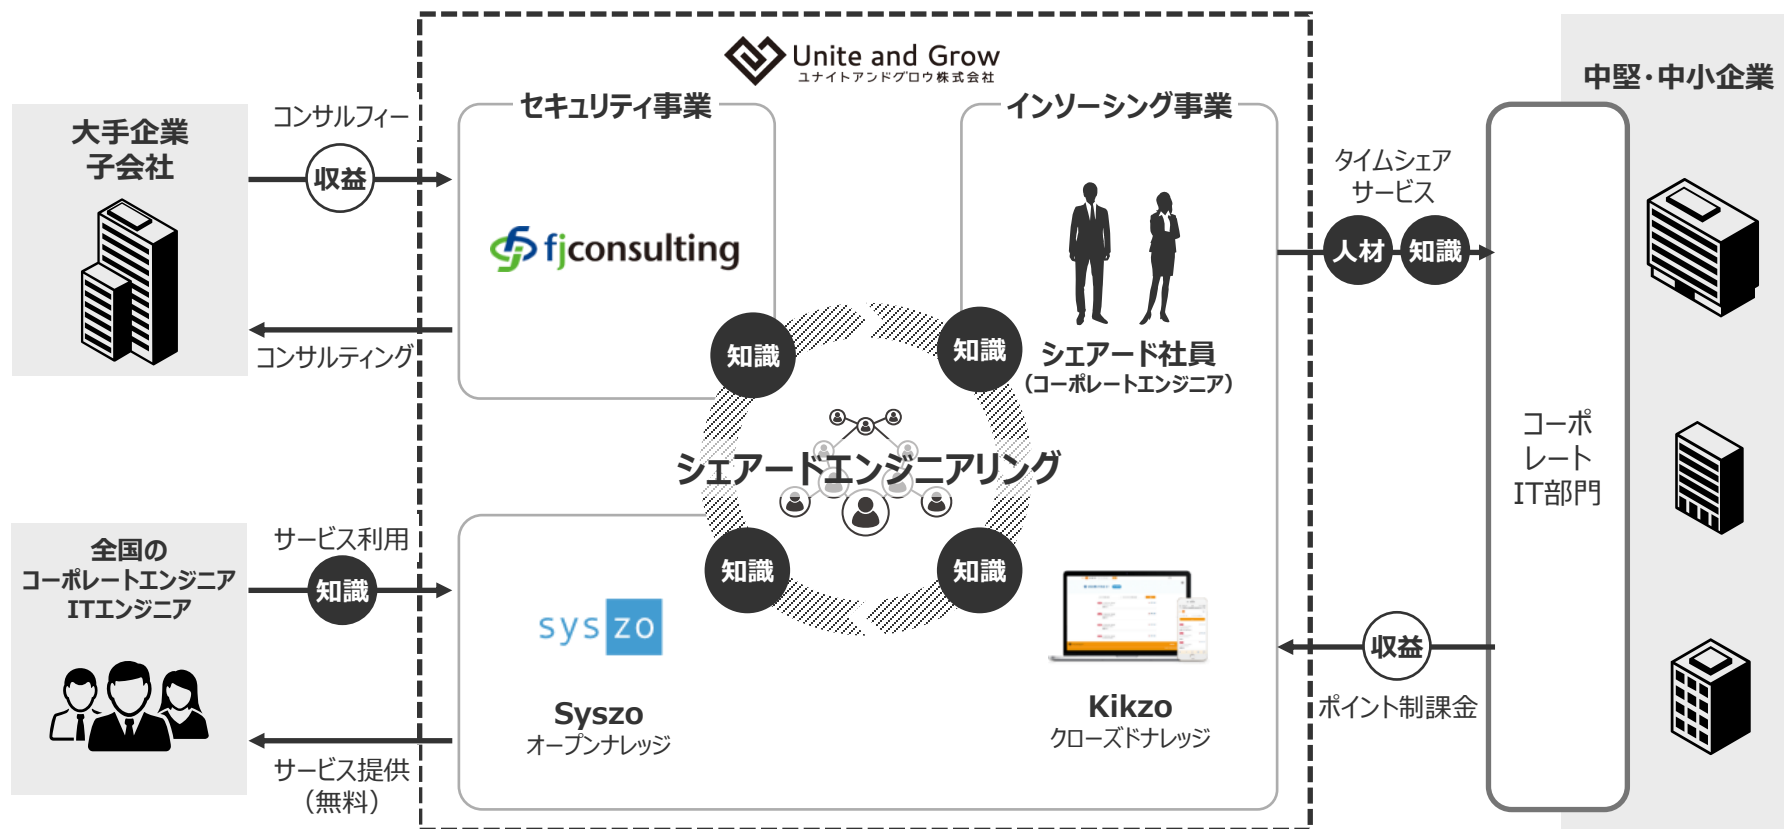 Unite and Grow
ユナイトアンドグロウ株式会社
大手企業
子会社
コンサルフィー
収益
コンサルティング
セキュリティ事業
fjconsulting
インソーシング事業
シェアード社員
（コーポレートエンジニア）
知識
知識
シェアードエンジニアリング
知識
知識
全国の
コーポレートエンジニア
ITエンジニア
サービス利用
知識
サービス提供
（無料）
syszo
Syszo
オープンナレッジ
Kikzo
クローズドナレッジ
タイムシェア
サービス
人材
知識
収益
ポイント制課金
コーポ
レート
IT部門
中堅・中小企業